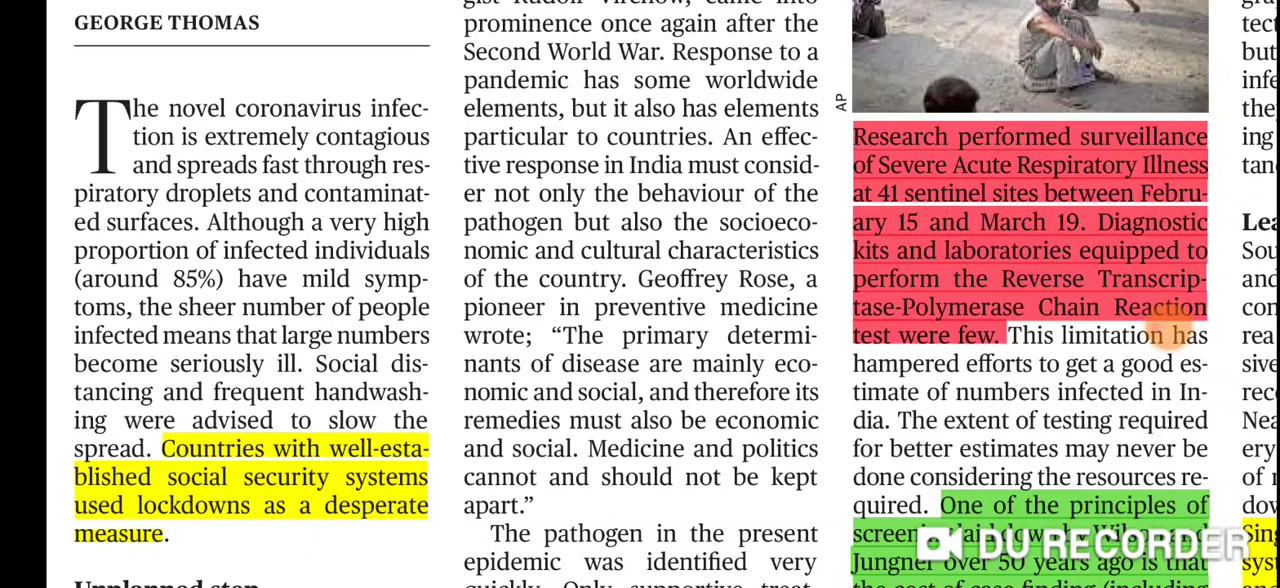 GEORGE THOMAS
The novel coronavirus infec-
tion is extremely contagious
and spreads fast through res-
piratory droplets and contaminat-
ed surfaces. Although a very high
proportion of infected individuals
(around 85%) have mild symp-
toms, the sheer number of people
infected means that large numbers
become seriously ill. Social dis-
tancing and frequent handwash-
ing were advised to slow the
spread. Countries with well-esta-
blished social security systems
used lockdowns as a desperate
measure.
prominence once again after the
Second World War. Response to a
pandemic has some worldwide
elements, but it also has elements
particular to countries. An effec-
tive response in India must consid-
er not only the behaviour of the
pathogen but also the socioeco-
nomic and cultural characteristics
of the country. Geoffrey Rose, a
pioneer in preventive medicine
wrote; “The primary determi-
nants of disease are mainly eco-
nomic and social, and therefore its
remedies must also be economic
and social. Medicine and politics
cannot and should not be kept
apart.”
The pathogen in the present
epidemic was identified very
AP
Research performed surveillance
of Severe Acute Respiratory Illness
at 41 sentinel sites between Febru-
ary 15 and March 19. Diagnostic
kits and laboratories equipped to
perform the Reverse Transcrip-
tase-Polymerase Chain Reaction
test were few. This limitation has
hampered efforts to get a good es-
timate of numbers infected in In-
dia. The extent of testing required
for better estimates may never be
done considering the resources re-
quired. One of the principles of
Jungner over 50 years ago is that
DU RECORDER